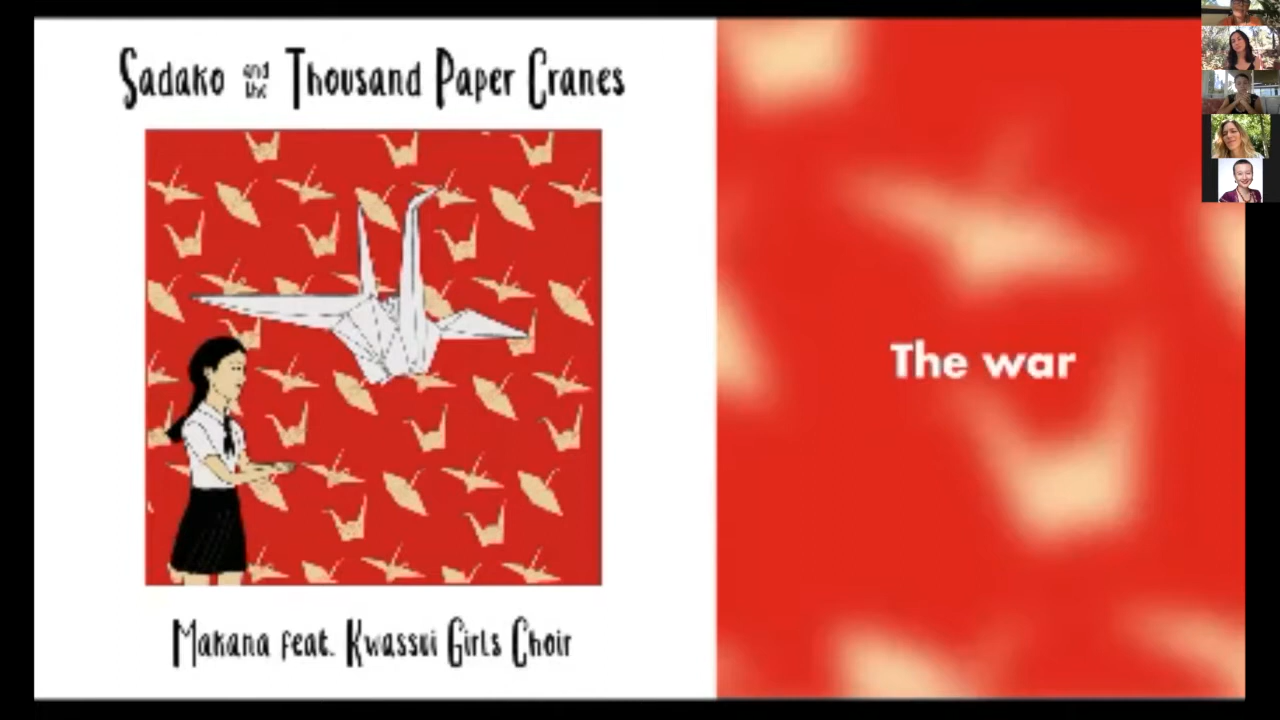 Sadako and the Thousand Paper Cranes
The war
Makana feat. Kwassui Girls Choir